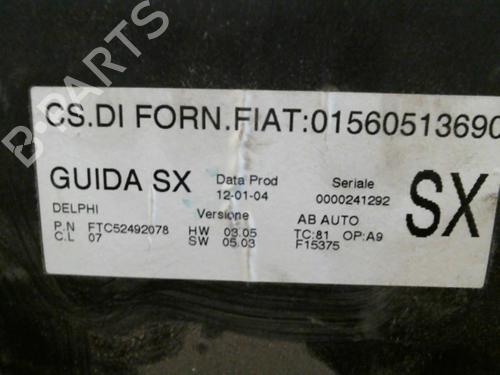 B-PARTS
CS.DI FORN.FIAT:01560513690
GUIDA SX
Data Prod
12-01-04
Seriale
0000241292
SX
DELPHI
Versione
AB AUTO
P.N FTC52492078
HW 03.05
TC:81 OP:A9
C.L 07
SW 05.03
F15375
B-PARTS